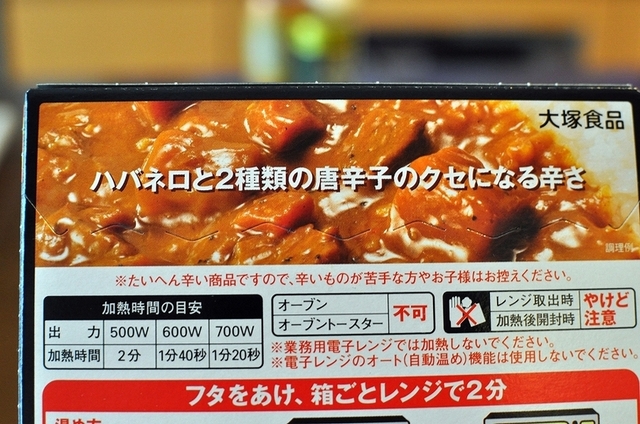 大塚食品
ハバネロと2種類の唐辛子のクセになる辛さ
調理例
※たいへん辛い商品ですので、辛いものが苦手な方やお子様はお控えください。
加熱時間の目安
出 力 500W 600W 700W
加熱時間 2分 1分40秒 1分20秒
オーブン
オーブントースター
不可
レンジ取出時
加熱後開封時
やけど
注意
※業務用電子レンジでは加熱しないでください。
※電子レンジのオート(自動温め)機能は使用しないでください。
フタをあけ、箱ごとレンジで2分
温め方